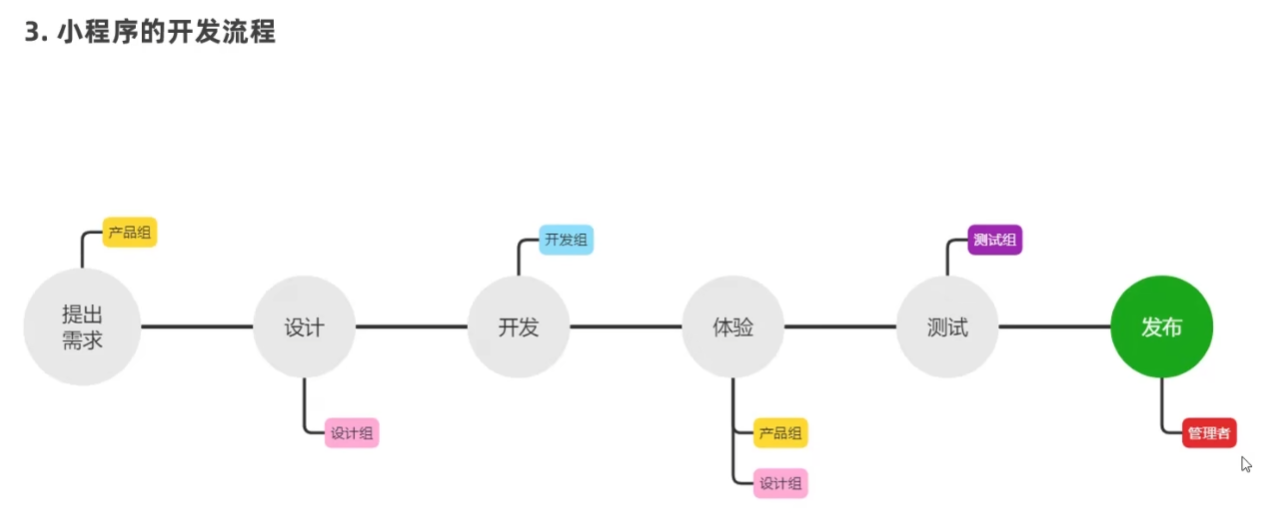 3. 小程序的开发流程
产品组
提出
需求
设计
设计组
开发组
开发
体验
产品组
设计组
测试组
测试
发布
管理者